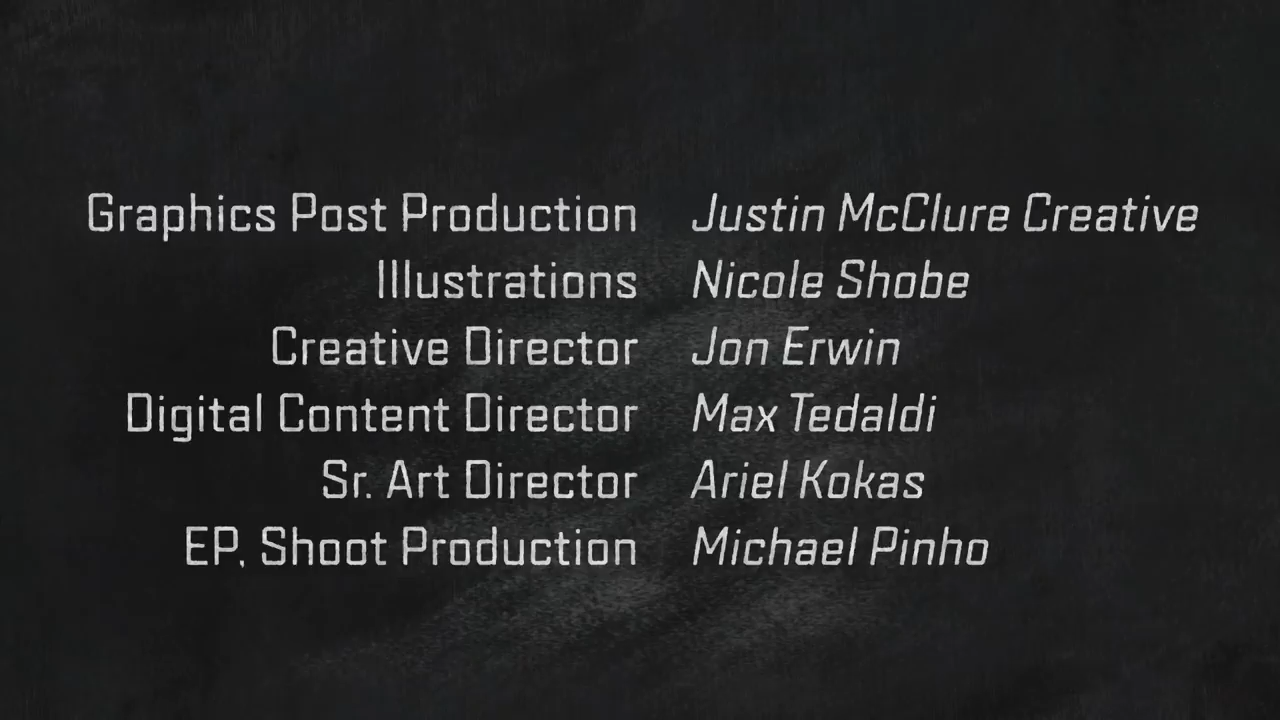 Graphics Post Production Justin McClure Creative
Illustrations Nicole Shobe
Creative Director Jon Erwin
Digital Content Director Max Tedaldi
Sr. Art Director Ariel Kokas
EP, Shoot Production Michael Pinho